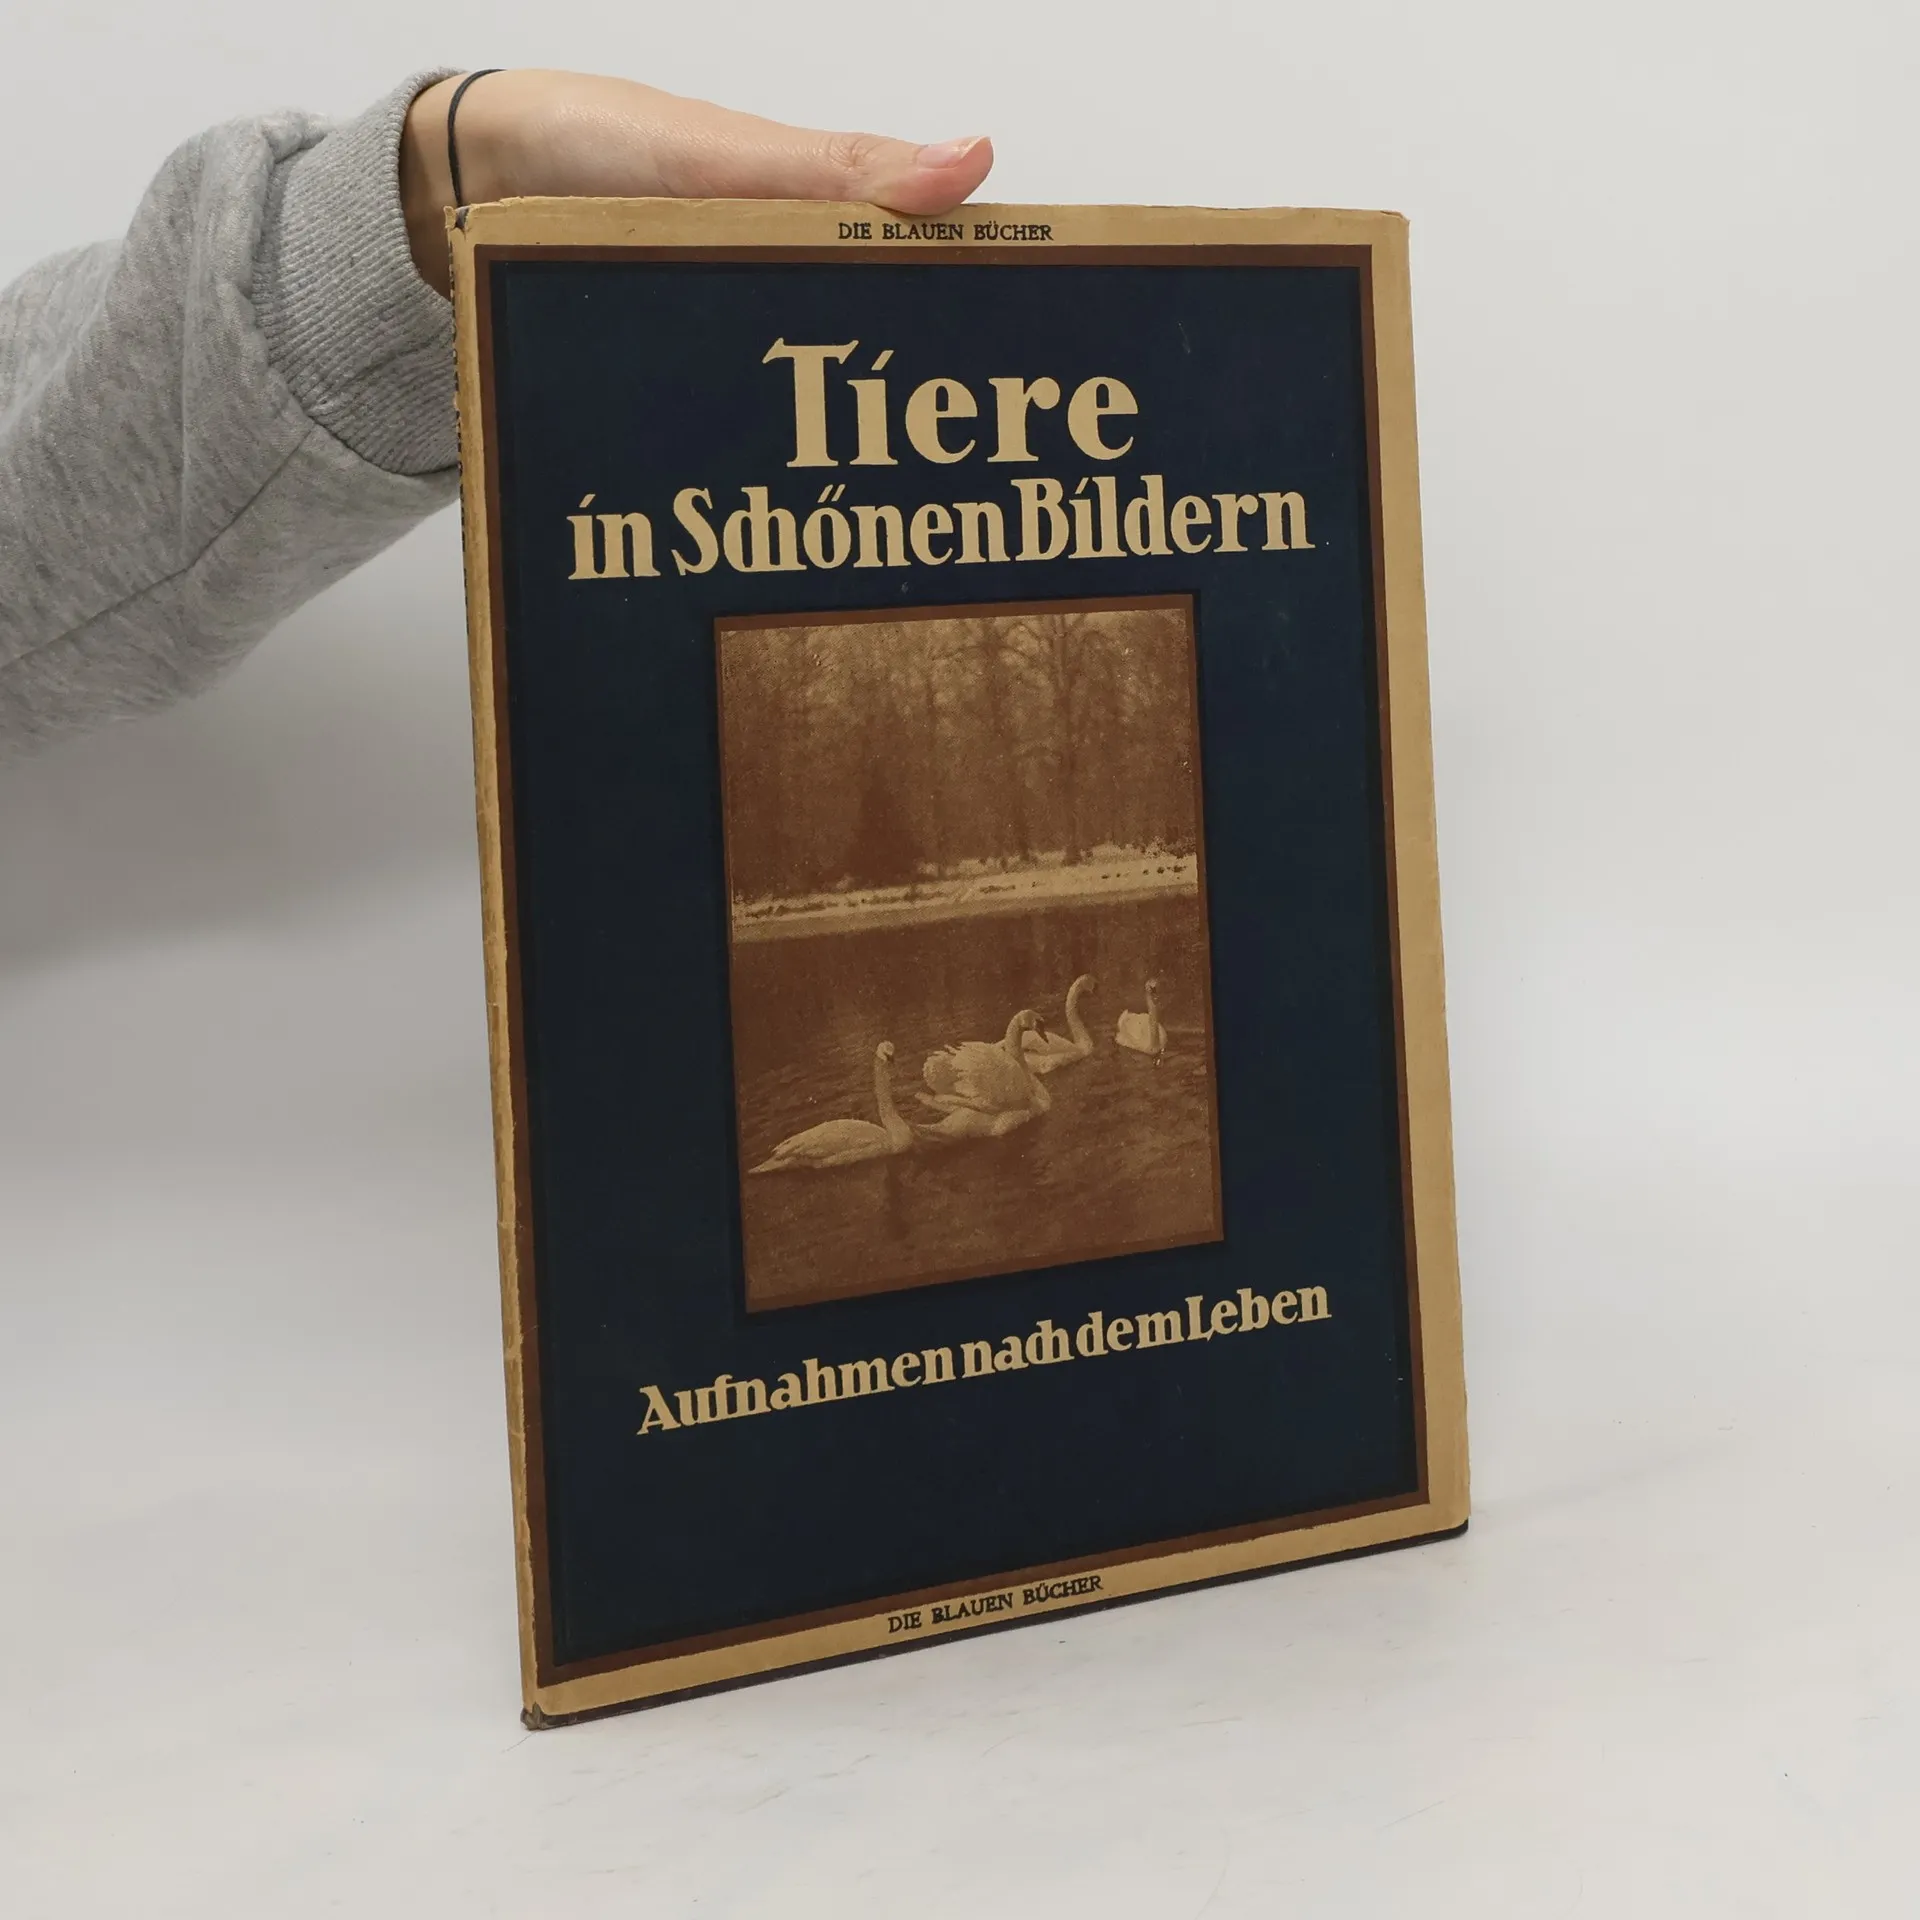 DIE BLAUEN BÜCHER
Tiere
in Schönen Bildern
Aufnahmen nach dem Leben
DIE BLAUEN BÜCHER